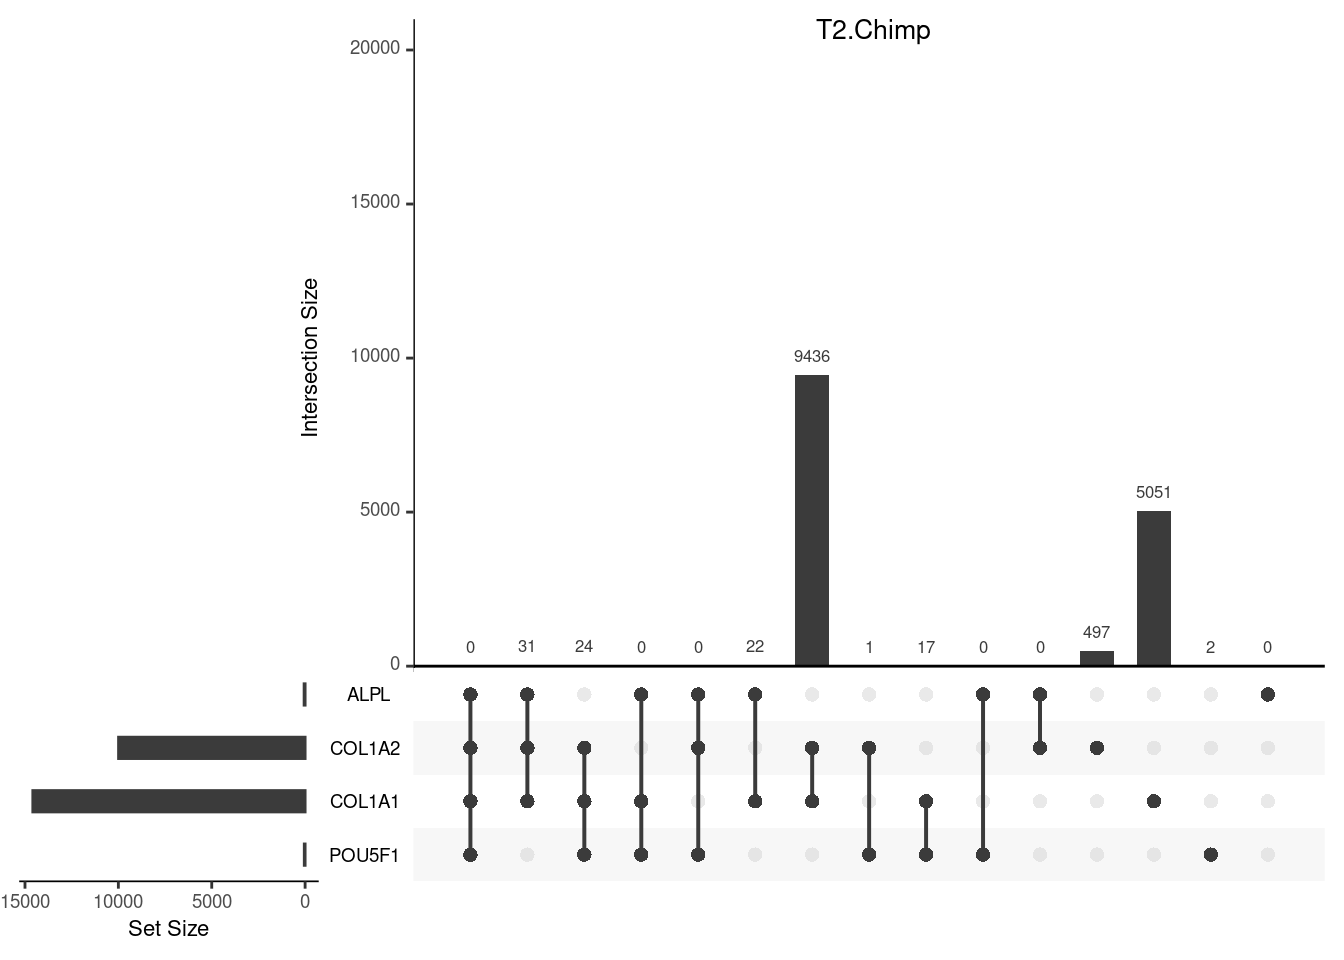 T2.Chimp
20000
15000
10000
5000
0
Intersection Size
9436
5051
497
0 31 24 0 0 22 1 17 0 0 2 0
ALPL
COL1A2
COL1A1
POU5F1
15000 10000 5000 0
Set Size